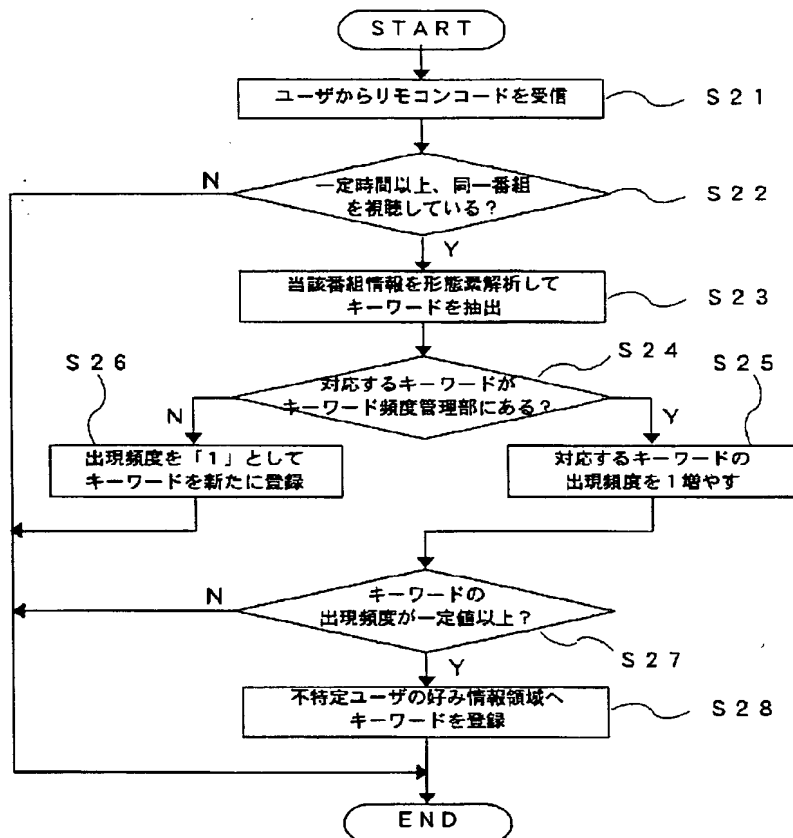 START
ユーザからリモコンコードを受信
S21
N
一定時間以上、同一番組
を視聴している？
S22
Y
当該番組情報を形態素解析して
キーワードを抽出
S23
S24
S26
S25
対応するキーワードが
キーワード頻度管理部にある？
N
Y
出現頻度を「1」として
キーワードを新たに登録
対応するキーワードの
出現頻度を1増やす
N
キーワードの
出現頻度が一定値以上？
S27
Y
不特定ユーザの好み情報領域へ
キーワードを登録
S28
END